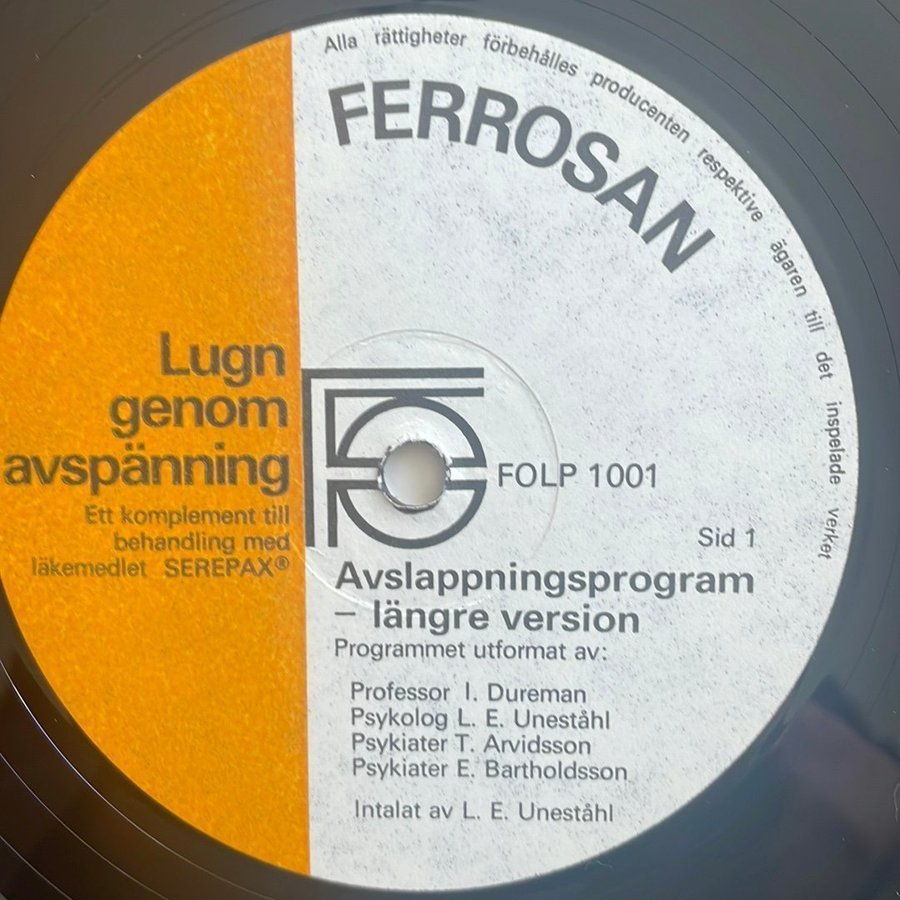 Alla rättigheter förbehålles producenten respektive ägaren till det inspelade verket
FERROSAN
Lugn
genom
avspänning
Ett komplement till
behandling med
läkemedlet SEREPAX®
FOLP 1001
Sid 1
Avslappningsprogram
– längre version
Programmet utformat av:
Professor I. Dureman
Psykolog L. E. Uneståhl
Psykiater T. Arvidsson
Psykiater E. Bartholdsson
Intalat av L. E. Uneståhl